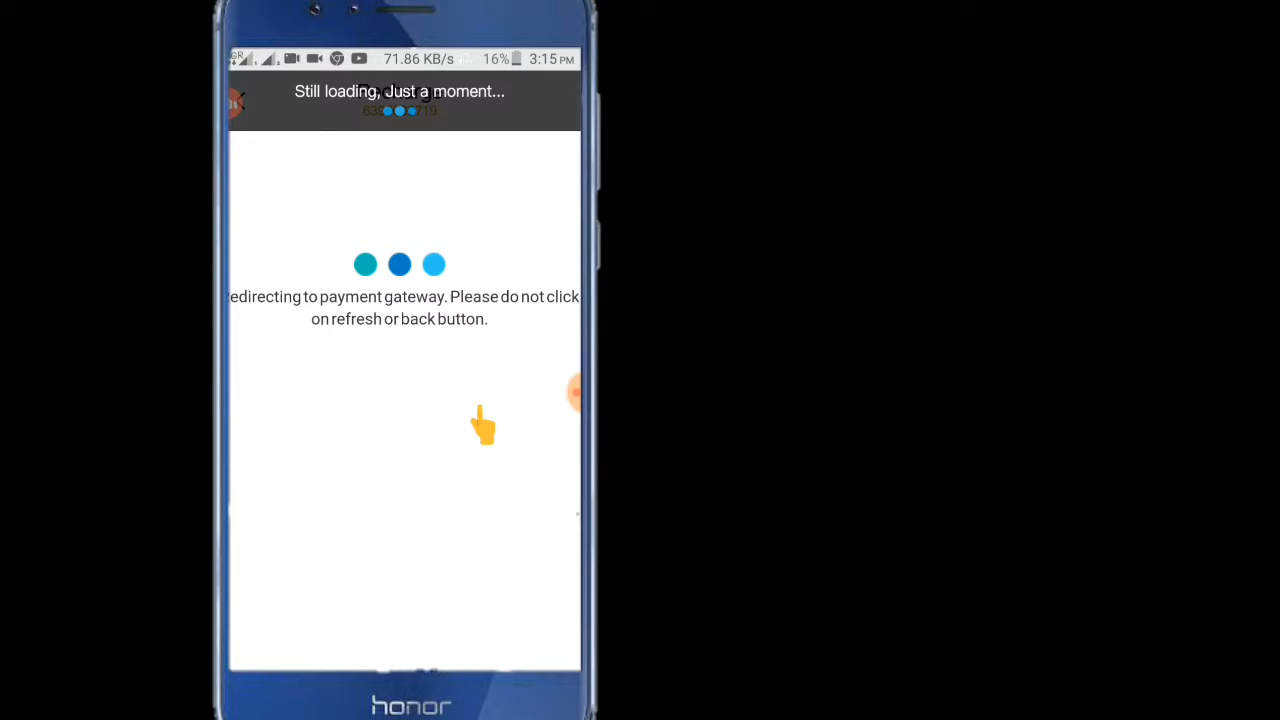 71.86 KB/s 16% 3:15 PM
Still loading, Just a moment...
edirecting to payment gateway. Please do not click
on refresh or back button.
honor